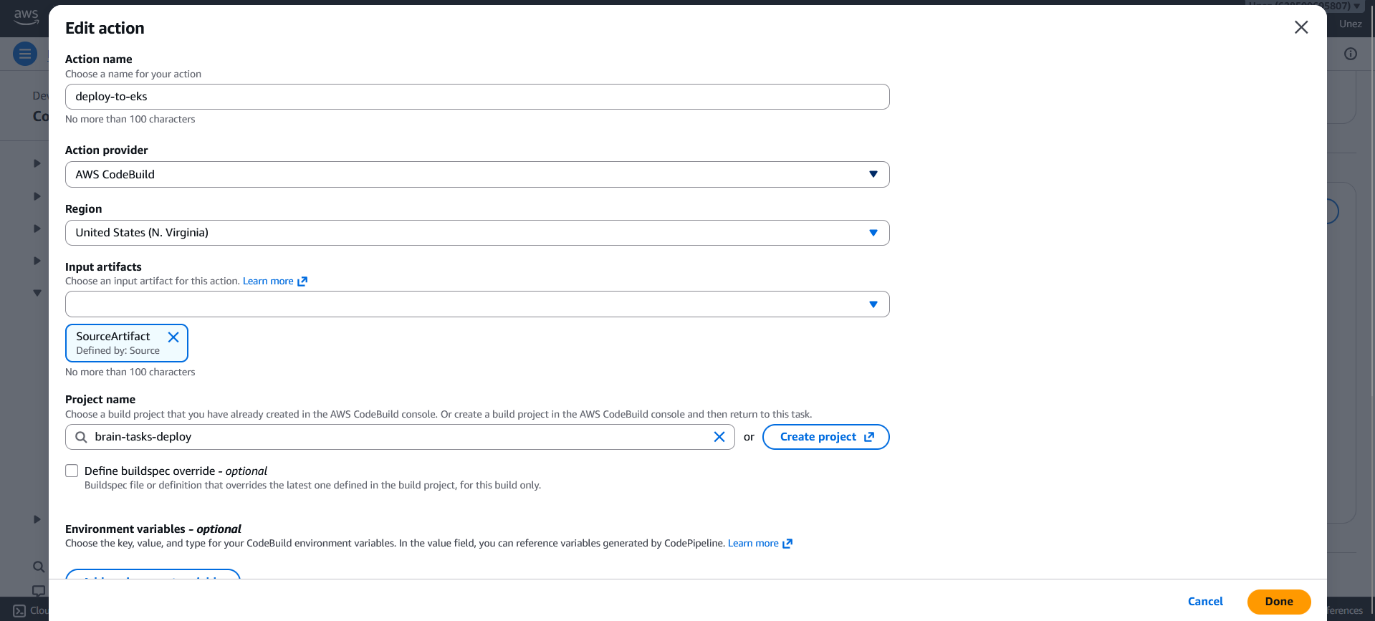 aws
Edit action
Unez
Action name
Choose a name for your action
deploy-to-eks
No more than 100 characters
Action provider
AWS CodeBuild
Region
United States (N. Virginia)
Input artifacts
Choose an input artifact for this action. Learn more
SourceArtifact
Defined by: Source
No more than 100 characters
Project name
Choose a build project that you have already created in the AWS CodeBuild console. Or create a build project in the AWS CodeBuild console and then return to this task.
brain-tasks-deploy or Create project
Define buildspec override - optional
Buildspec file or definition that overrides the latest one defined in the build project, for this build only.
Environment variables - optional
Choose the key, value, and type for your CodeBuild environment variables. In the value field, you can reference variables generated by CodePipeline. Learn more
Cancel Done